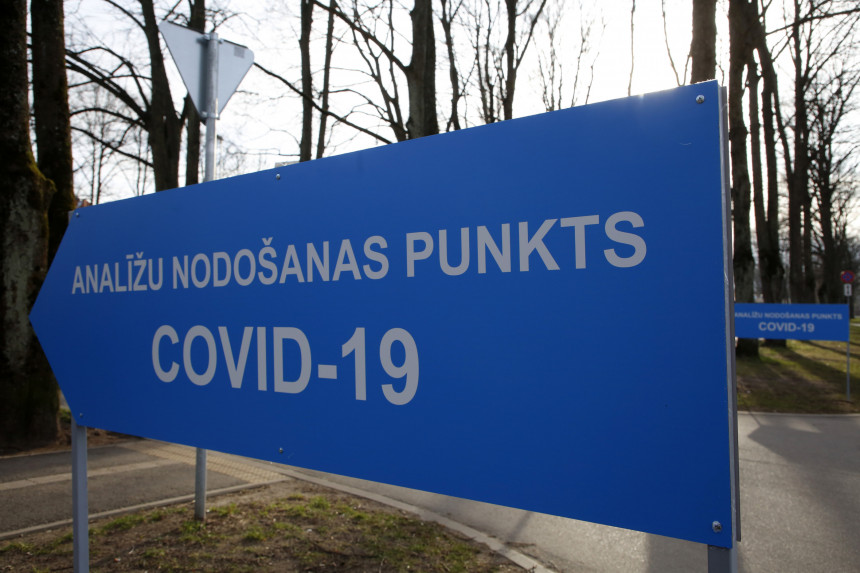 ANALĪŽU NODOŠANAS PUNKTS
COVID-19
ANALĪŽU NODOŠANAS PUNKTS
COVID-19